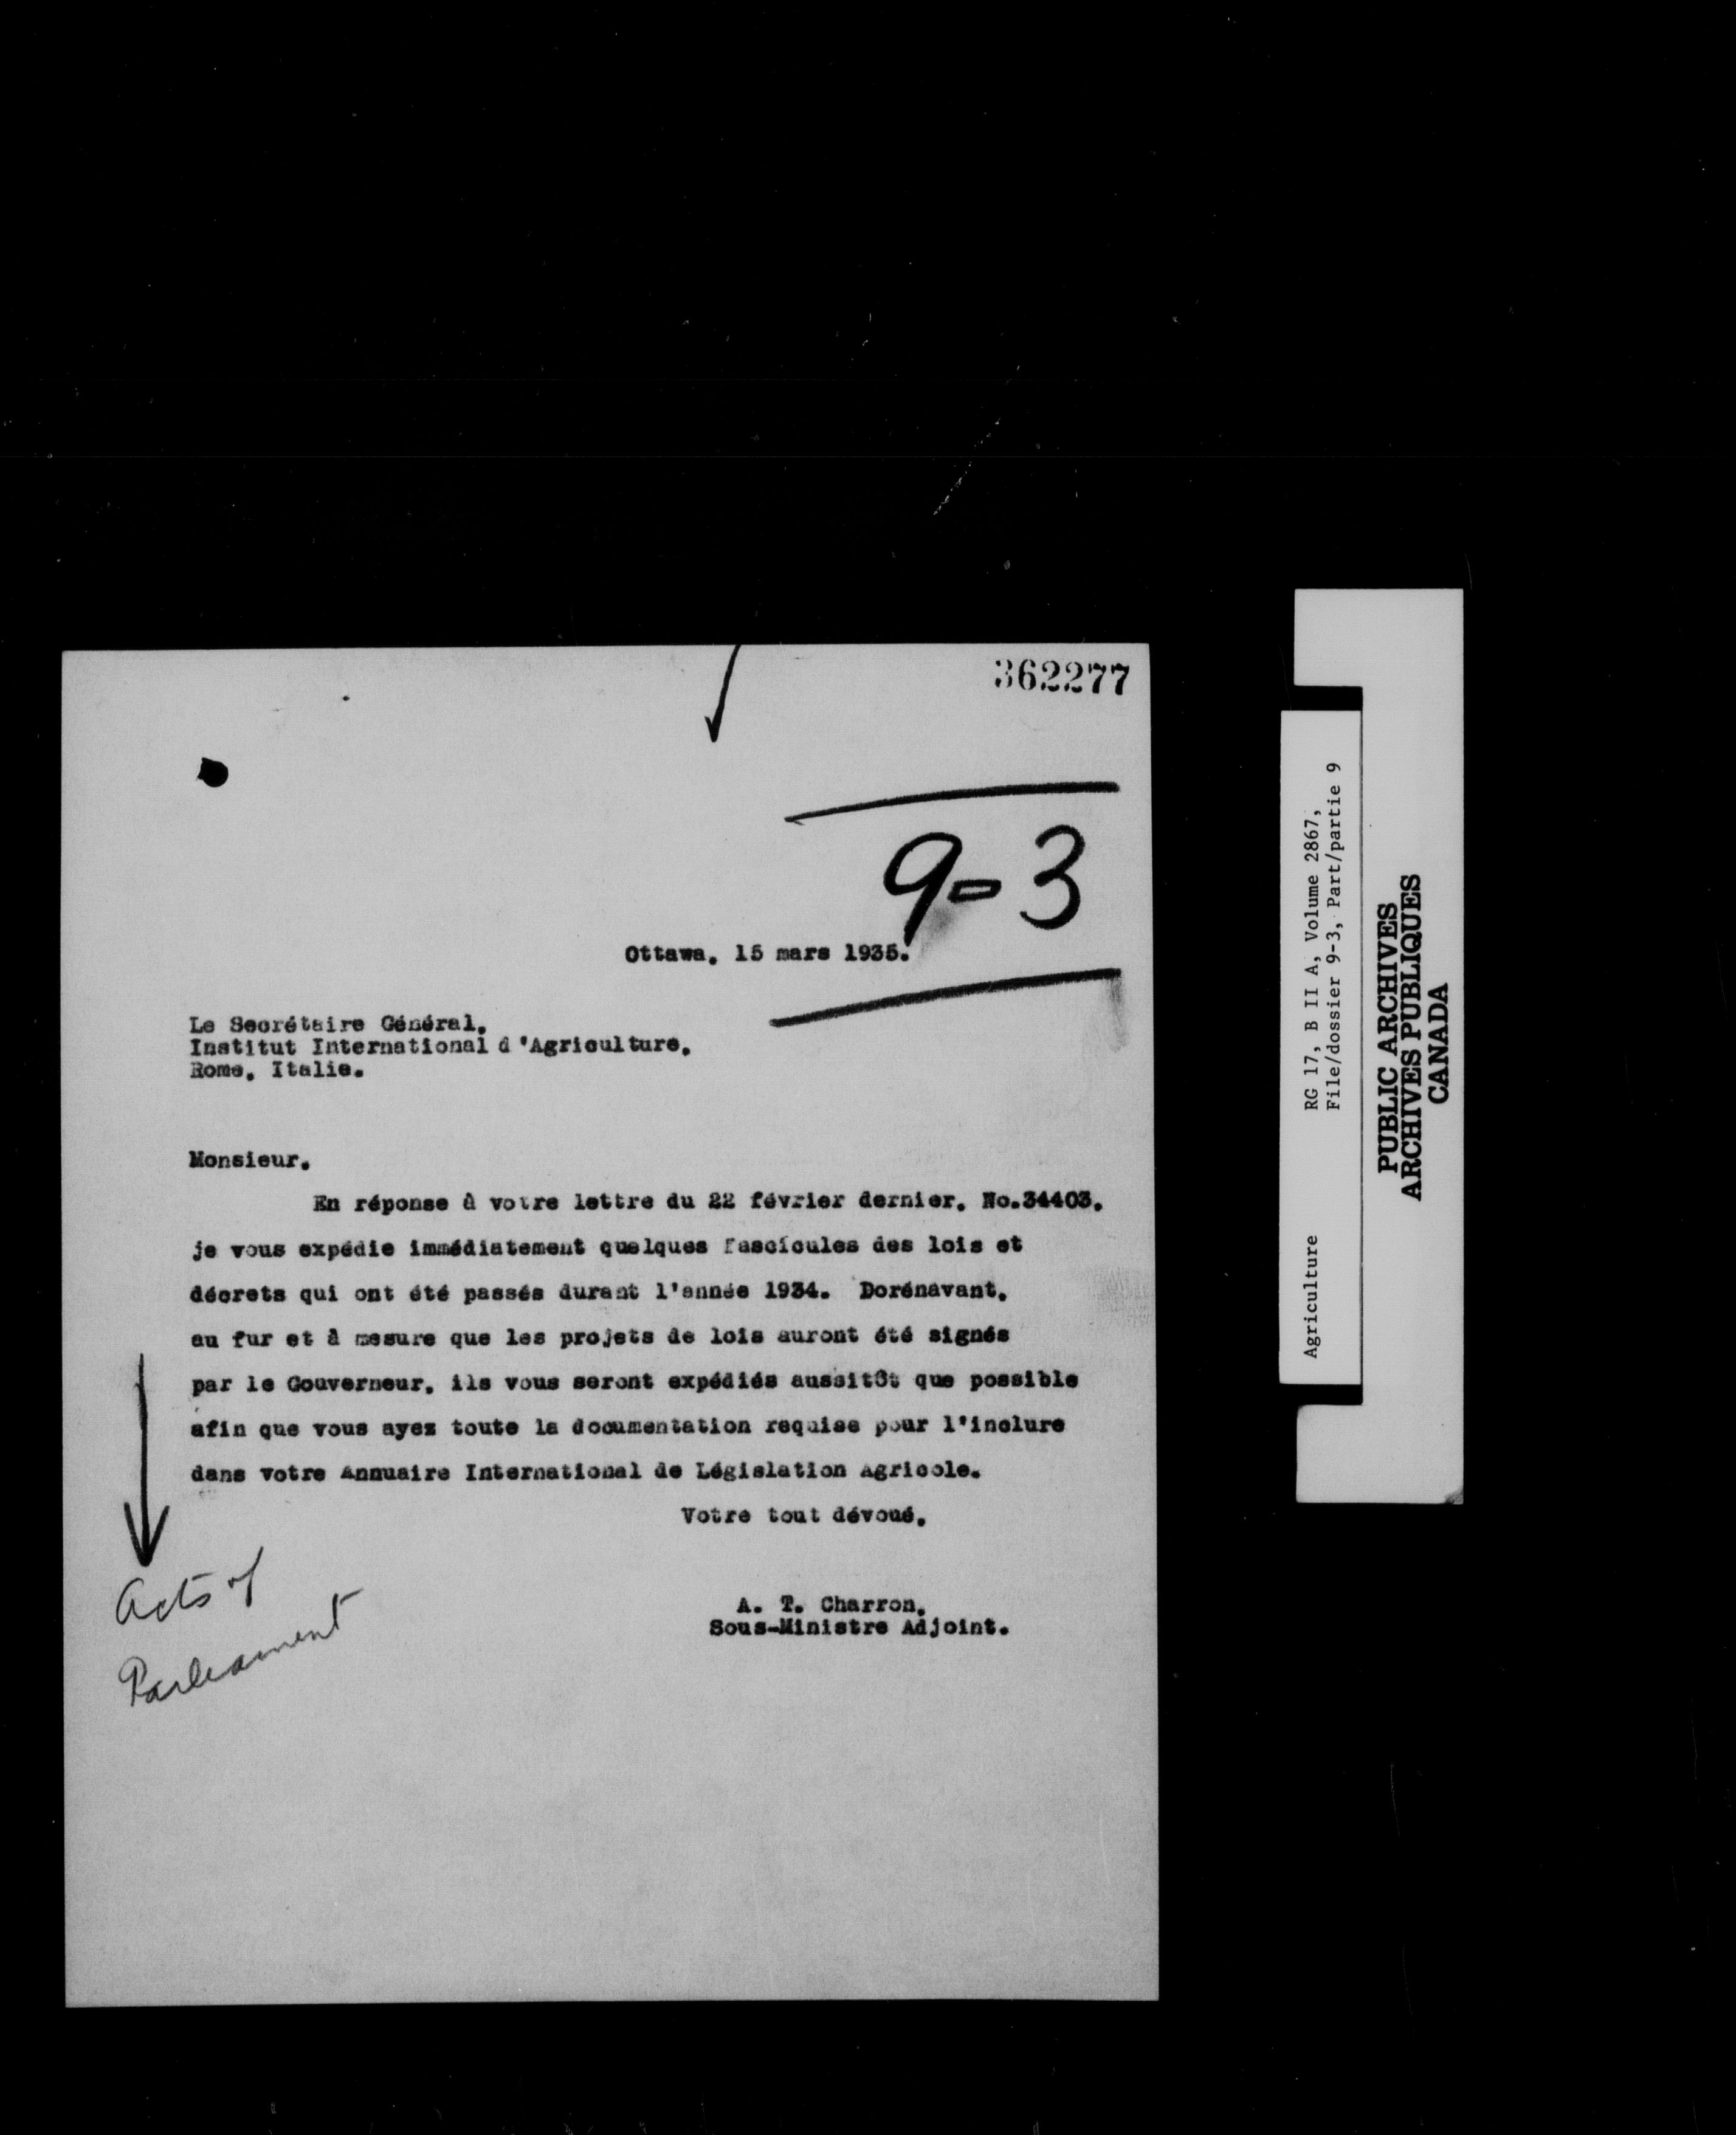 362277
9-3
Ottawa, 15 mars 1935.
Le Secrétaire Général,
Institut International d'Agriculture,
Rome, Italie.
Monsieur,
En réponse à votre lettre du 22 février dernier, No.34403,
je vous expédie immédiatement quelques fascicules des lois et
décrets qui ont été passés durant l'année 1934. Dorénavant,
au fur et à mesure que les projets de lois auront été signés
par le Gouverneur, ils vous seront expédiés aussitôt que possible
afin que vous ayez toute la documentation requise pour l'inclure
dans votre Annuaire International de Législation Agricole.
Votre tout dévoué,
A. T. Charron,
Sous-Ministre Adjoint.
Acts of
Parliament
Agriculture RG 17, B II A, Volume 2867,
File/dossier 9-3, Part/partie 9
PUBLIC ARCHIVES
ARCHIVES PUBLIQUES
CANADA